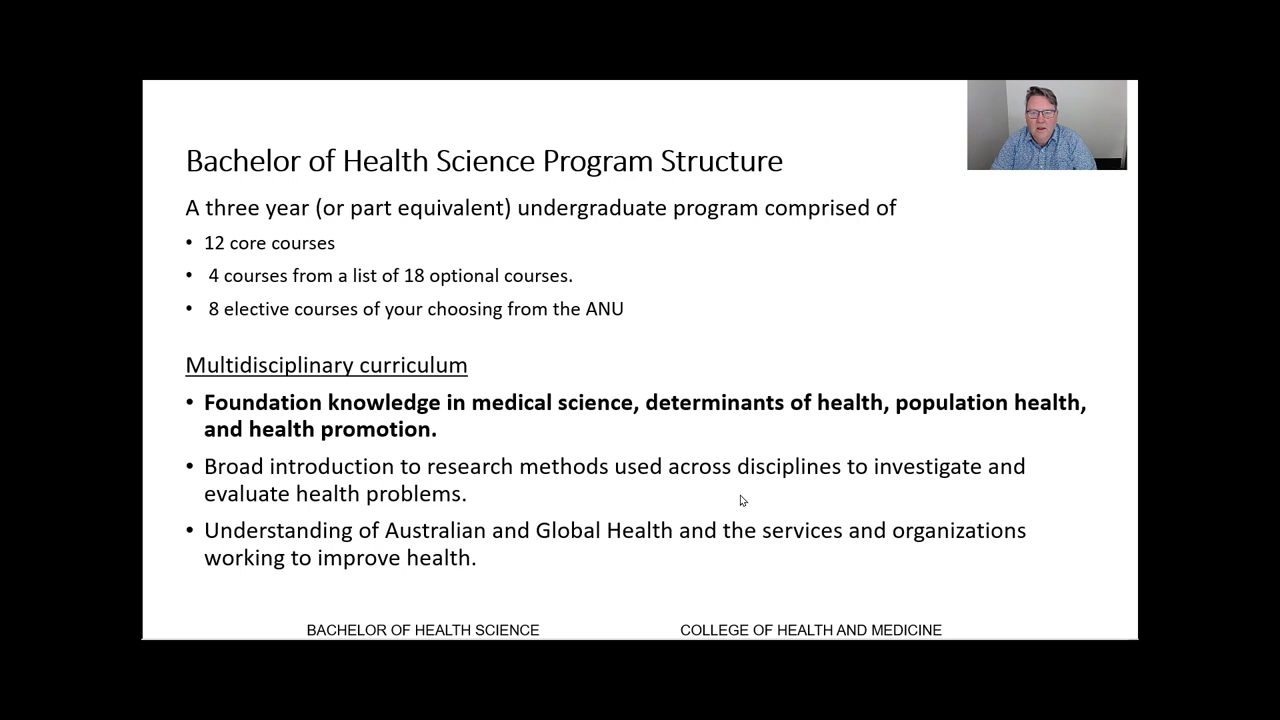 Bachelor of Health Science Program Structure
A three year (or part equivalent) undergraduate program comprised of
• 12 core courses
• 4 courses from a list of 18 optional courses.
• 8 elective courses of your choosing from the ANU
Multidisciplinary curriculum
• Foundation knowledge in medical science, determinants of health, population health,
and health promotion.
• Broad introduction to research methods used across disciplines to investigate and
evaluate health problems.
• Understanding of Australian and Global Health and the services and organizations
working to improve health.
BACHELOR OF HEALTH SCIENCE
COLLEGE OF HEALTH AND MEDICINE